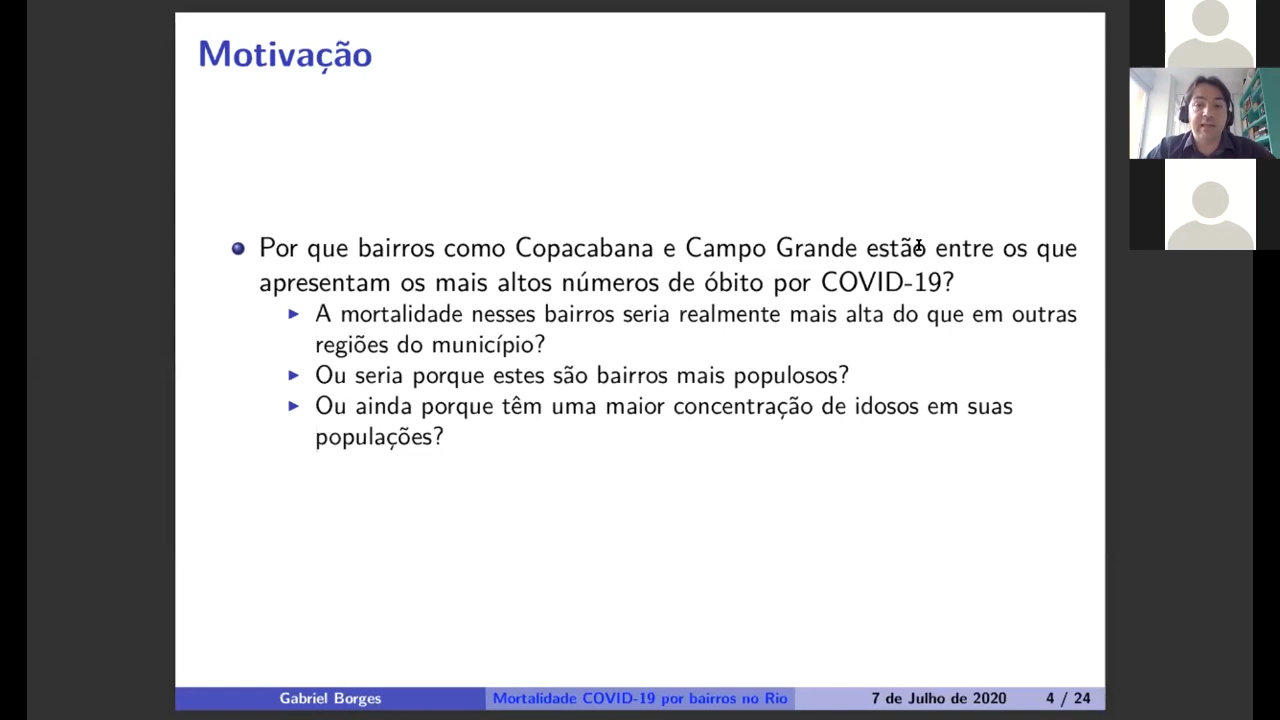 Motivação
Por que bairros como Copacabana e Campo Grande estão entre os que
apresentam os mais altos números de óbito por COVID-19?
A mortalidade nesses bairros seria realmente mais alta do que em outras
regiões do município?
Ou seria porque estes são bairros mais populosos?
Ou ainda porque têm uma maior concentração de idosos em suas
populações?
Gabriel Borges Mortalidade COVID-19 por bairros no Rio 7 de Julho de 2020 4 / 24